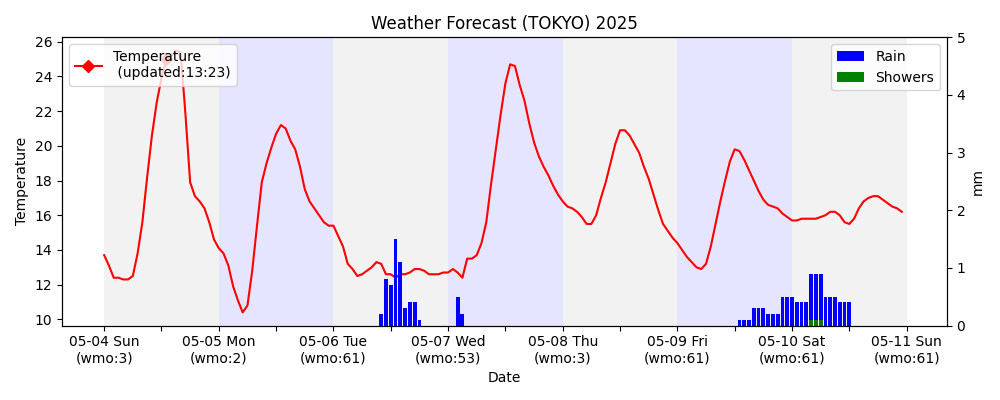 Weather Forecast (TOKYO) 2025
Temperature
(updated:13:23)
Rain
Showers
26
24
22
20
18
16
14
12
10
Temperature
5
4
3
2
1
0
mm
05-04 Sun
(wmo:3)
05-05 Mon
(wmo:2)
05-06 Tue
(wmo:61)
05-07 Wed
(wmo:53)
05-08 Thu
(wmo:3)
05-09 Fri
(wmo:61)
05-10 Sat
(wmo:61)
05-11 Sun
(wmo:61)
Date